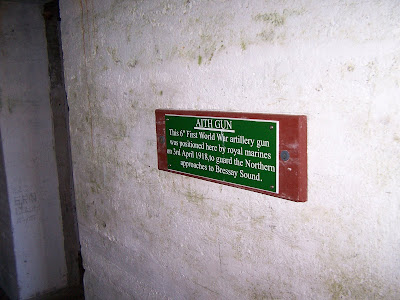 AITH GUN
This 6" First World War artillery gun
was positioned here by royal marines
on 3rd April 1918,to guard the Northern
approaches to Bressay Sound.